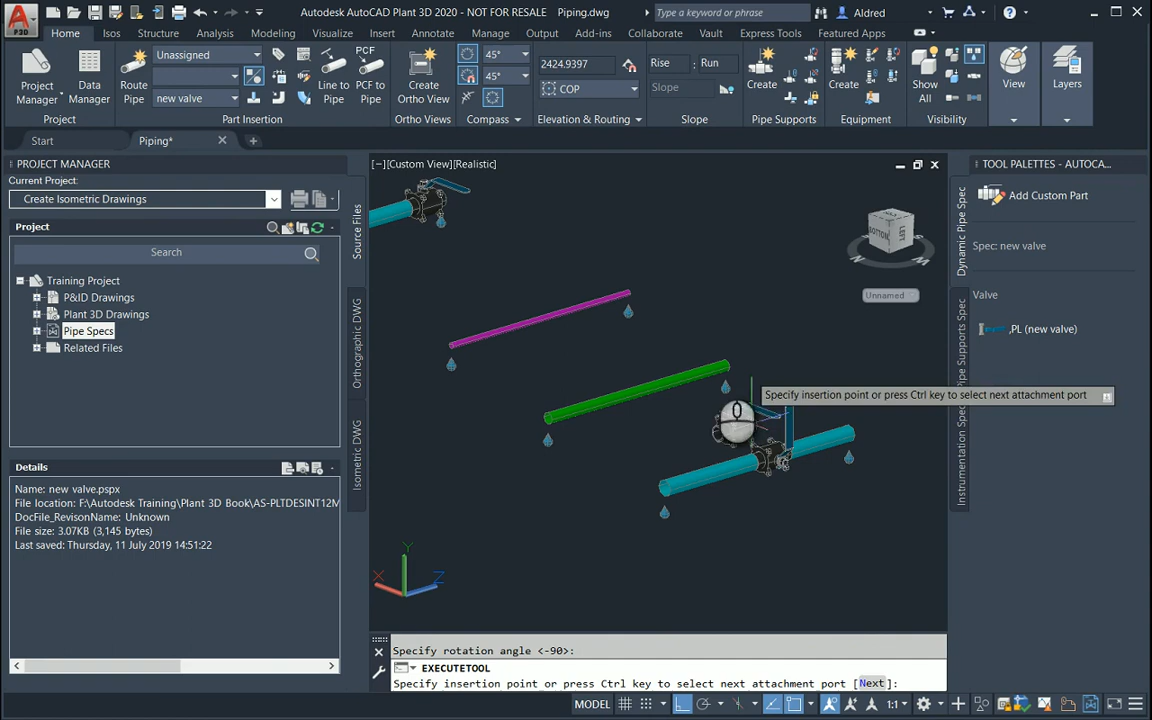 Autodesk AutoCAD Plant 3D 2020 - NOT FOR RESALE Piping.dwg
Type a keyword or phrase
Aldred
P3D
Home Isos Structure Analysis Modeling Visualize Insert Annotate Manage Output Add-ins Collaborate Vault Express Tools Featured Apps
Project Manager
Data Manager
Project
Route Pipe
Unassigned
new valve
Line to Pipe
PCF to Pipe
PCF
Part Insertion
Create Ortho View
Ortho Views
45°
45°
Compass
2424.9397
COP
Elevation & Routing
Rise : Run
Slope
Slope
Create
Pipe Supports
Create
Equipment
Show All
Visibility
View
Layers
Start
Piping*
PROJECT MANAGER
Current Project:
Create Isometric Drawings
Project
Search
Training Project
P&ID Drawings
Plant 3D Drawings
Pipe Specs
Related Files
Details
Name: new valve.pspx
File location: F:\Autodesk Training\Plant 3D Book\AS-PLTDESINT12M
DocFile_RevisonName: Unknown
File size: 3.07KB (3,145 bytes)
Last saved: Thursday, 11 July 2019 14:51:22
Source Files
Orthographic DWG
Isometric DWG
[−][Custom View][Realistic]
BOTTOM
LEFT
Unnamed
Specify insertion point or press Ctrl key to select next attachment port
X
Y
Z
Specify rotation angle <-90>:
EXECUTETOOL
Specify insertion point or press Ctrl key to select next attachment port [Next]:
TOOL PALETTES - AUTOCA...
Add Custom Part
Spec: new valve
Valve
,PL (new valve)
Dynamic Pipe Spec
Pipe Supports Spec
Instrumentation Spec
MODEL
1:1